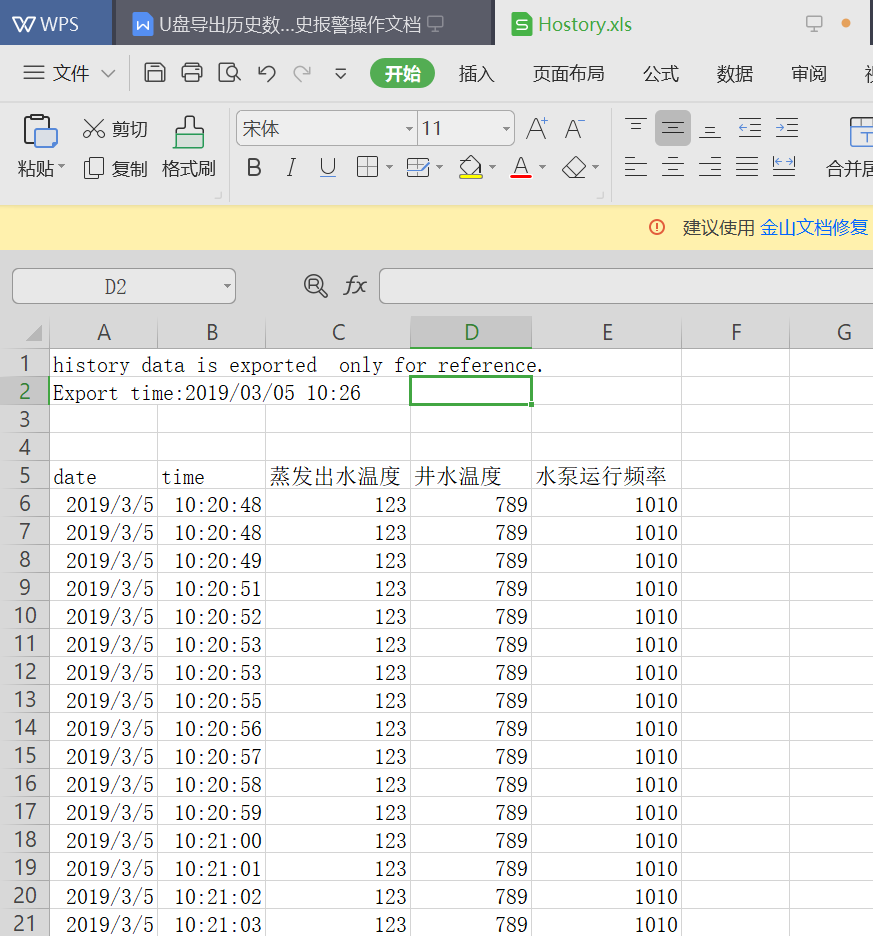 WPS U盘导出历史数...史报警操作文档 S Hostory.xls
文件 开始 插入 页面布局 公式 数据 审阅
宋体 11
粘贴 剪切 复制 格式刷 B I U A 合并居
建议使用 金山文档修复
D2 fx
A B C D E F G
1 history data is exported  only for reference.
2 Export time:2019/03/05 10:26
3
4
5 date time 蒸发出水温度 井水温度 水泵运行频率
6 2019/3/5 10:20:48 123 789 1010
7 2019/3/5 10:20:48 123 789 1010
8 2019/3/5 10:20:49 123 789 1010
9 2019/3/5 10:20:51 123 789 1010
10 2019/3/5 10:20:52 123 789 1010
11 2019/3/5 10:20:53 123 789 1010
12 2019/3/5 10:20:53 123 789 1010
13 2019/3/5 10:20:55 123 789 1010
14 2019/3/5 10:20:56 123 789 1010
15 2019/3/5 10:20:57 123 789 1010
16 2019/3/5 10:20:58 123 789 1010
17 2019/3/5 10:20:59 123 789 1010
18 2019/3/5 10:21:00 123 789 1010
19 2019/3/5 10:21:01 123 789 1010
20 2019/3/5 10:21:02 123 789 1010
21 2019/3/5 10:21:03 123 789 1010